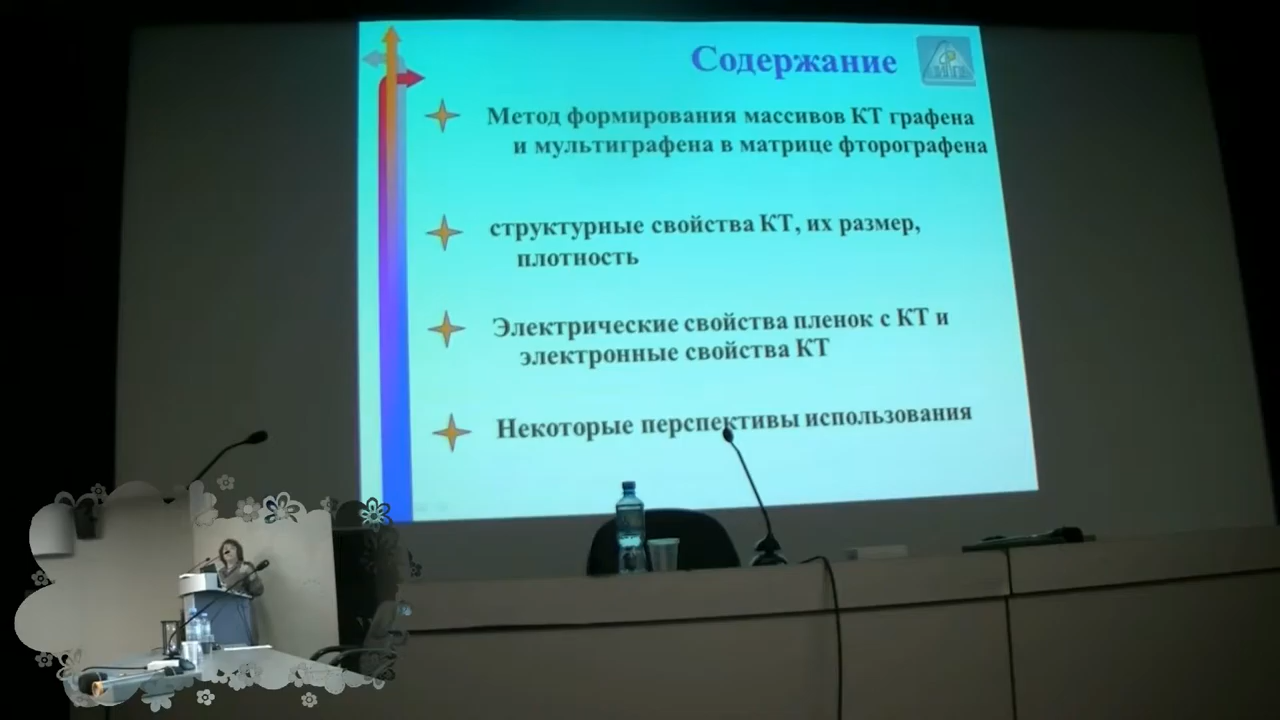 Содержание
Метод формирования массивов КТ графена
и мультиграфена в матрице фторографена
структурные свойства КТ, их размер,
плотность
Электрические свойства пленок с КТ и
электронные свойства КТ
Некоторые перспективы использования